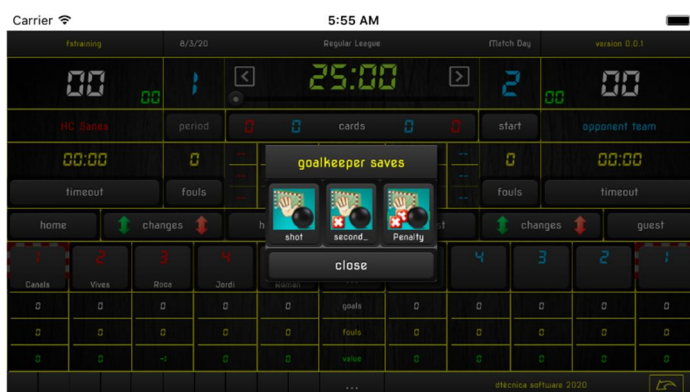 Carrier 5:55 AM
fstraining 8/3/20 Regular League Match Day version 0.0.1
00 00 1 25:00 2 00 00
HC Sanes period 0 0 cards 0 0 start opponent team
00:00 0 -- -- 0 00:00
goalkeeper saves
timeout fouls -- -- fouls timeout
shot second_ Penalty
home changes changes guest
close
1 2 3 4 4 3 2 1
Canals Vives Roca Jordi Roman ...
0 0 0 0 0 goals 0 0 0 0
0 0 0 0 0 fouls 0 0 0 0
0 0 0 0 value 0 0 0 0
... dtécnica software 2020